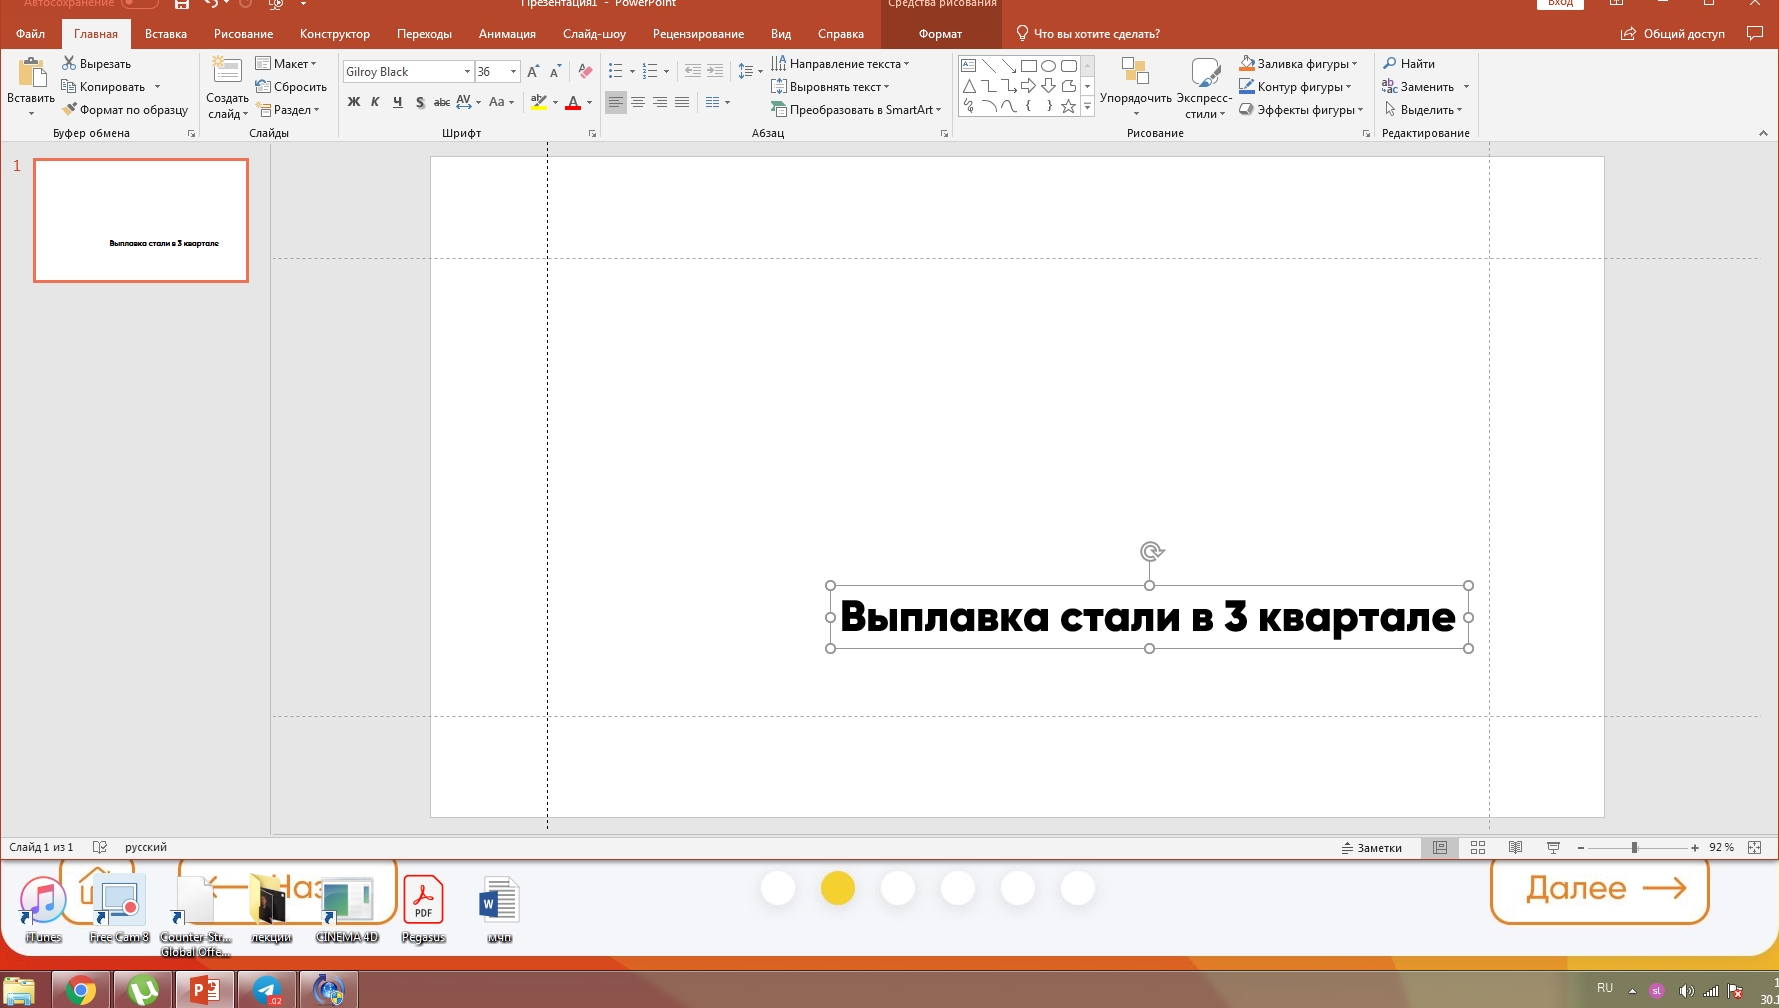 Автосохранение
Презентация1 - PowerPoint
Средства рисования
Вход
Файл Главная Вставка Рисование Конструктор Переходы Анимация Слайд-шоу Рецензирование Вид Справка Формат Что вы хотите сделать? Общий доступ
Вставить
Вырезать
Копировать
Формат по образцу
Буфер обмена
Создать
слайд
Макет
Сбросить
Раздел
Слайды
Gilroy Black 36
Ж К Ч S abc AV Aa
Шрифт
Направление текста
Выровнять текст
Преобразовать в SmartArt
Абзац
Упорядочить
Экспресс-
стили
Заливка фигуры
Контур фигуры
Эффекты фигуры
Рисование
Найти
Заменить
Выделить
Редактирование
1
Выплавка стали в 3 квартале
Выплавка стали в 3 квартале
Слайд 1 из 1 русский Заметки 92 %
Наз
Далее
iTunes
Free Cam 8
Counter-Str...
Global Offe...
лекции
CINEMA 4D
PDF
Pegasus
мчп
..02
RU
sl